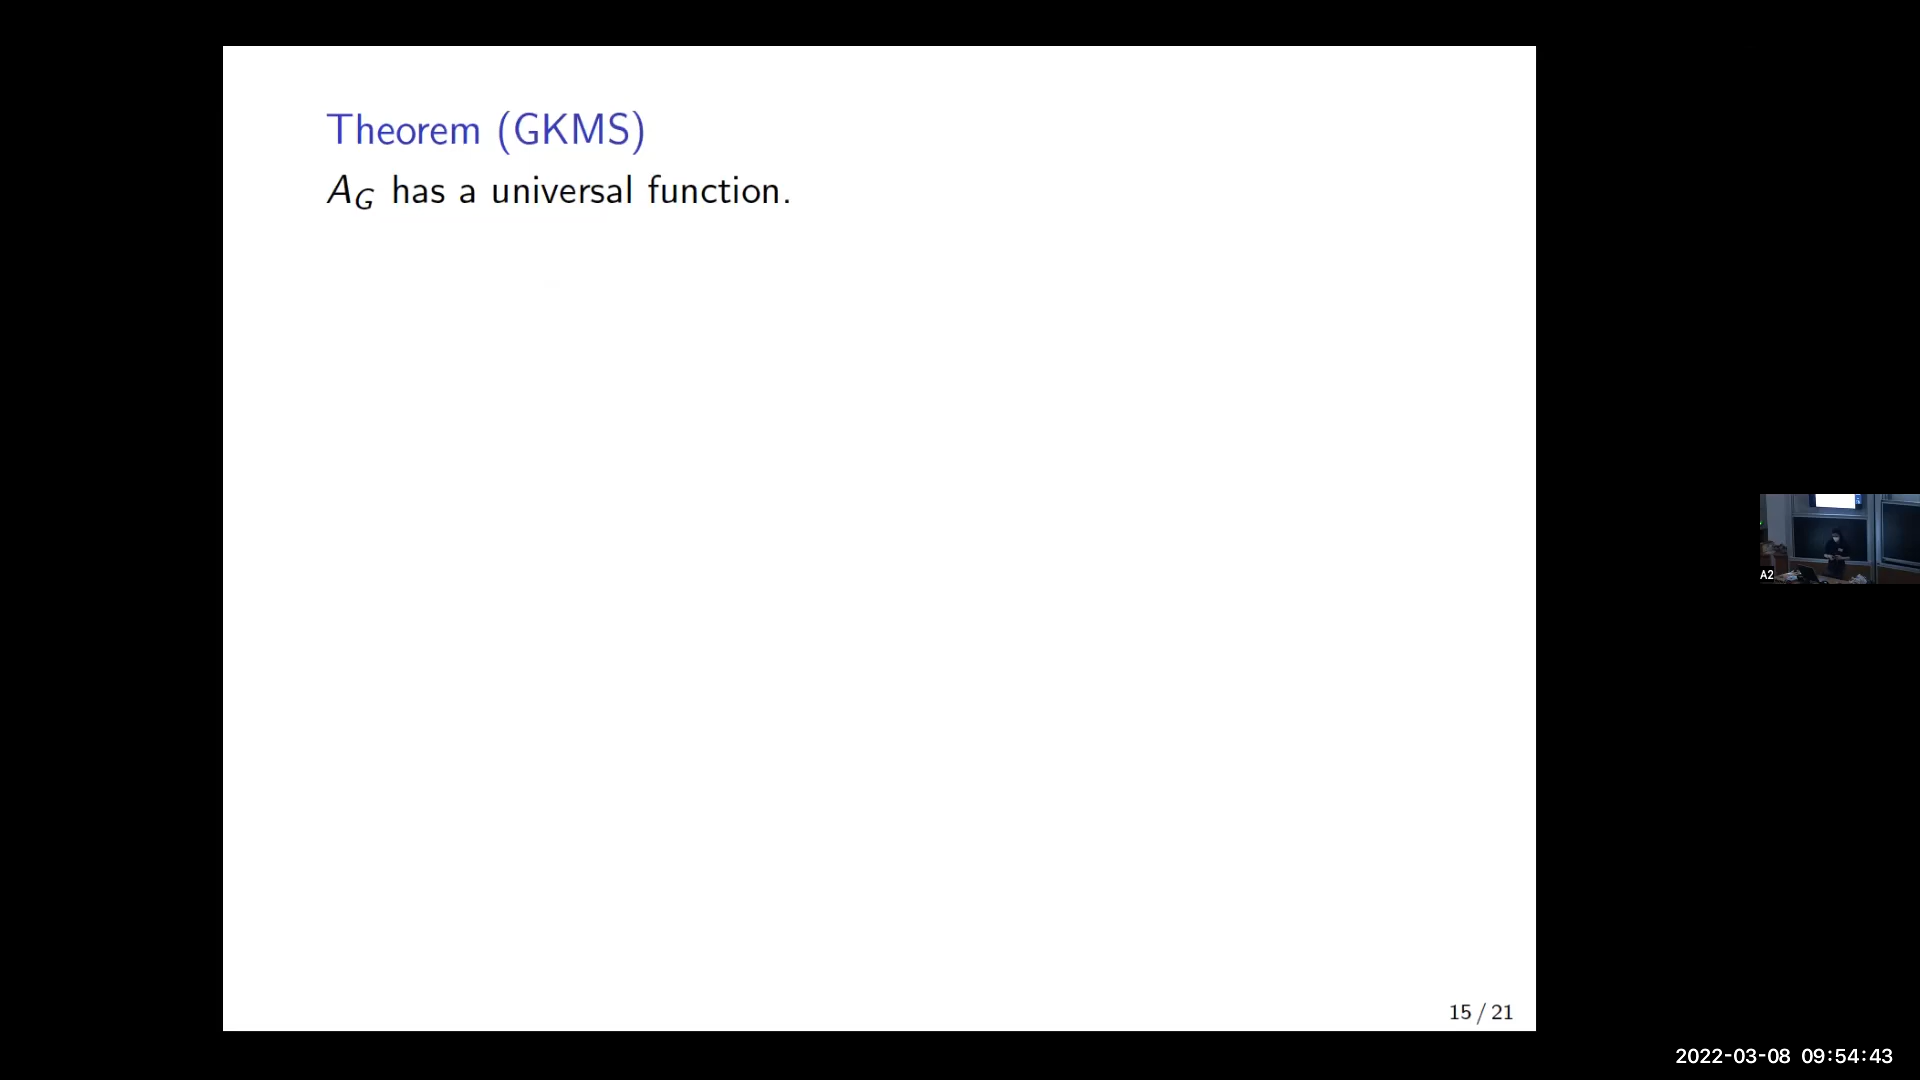 Theorem (GKMS)
A_G has a universal function.
A2
15 / 21
2022-03-08 09:54:43